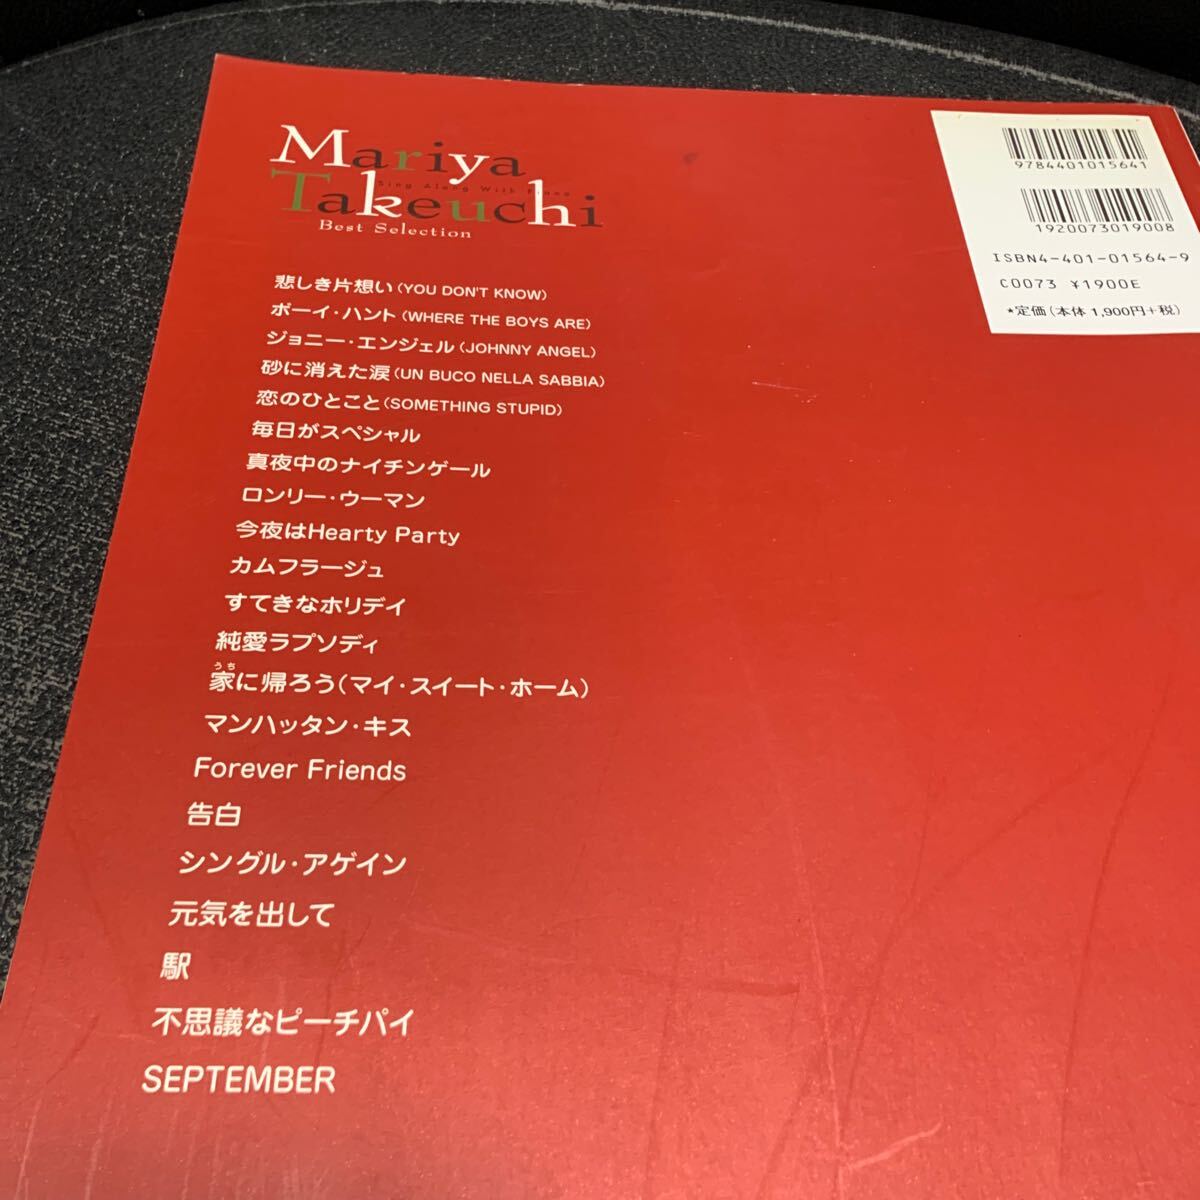 Mariya
Sing Along With Piano
Takeuchi
Best Selection
悲しき片想い(YOU DON'T KNOW)
ボーイ・ハント(WHERE THE BOYS ARE)
ジョニー・エンジェル(JOHNNY ANGEL)
砂に消えた涙(UN BUCO NELLA SABBIA)
恋のひとこと(SOMETHING STUPID)
毎日がスペシャル
真夜中のナイチンゲール
ロンリー・ウーマン
今夜はHearty Party
カムフラージュ
すてきなホリデイ
純愛ラプソディ
うち
家に帰ろう(マイ・スイート・ホーム)
マンハッタン・キス
Forever Friends
告白
シングル・アゲイン
元気を出して
駅
不思議なピーチパイ
SEPTEMBER
9784401015641
1920073019008
ISBN4-401-01564-9
C0073 ¥1900E
*定価(本体1,900円+税)